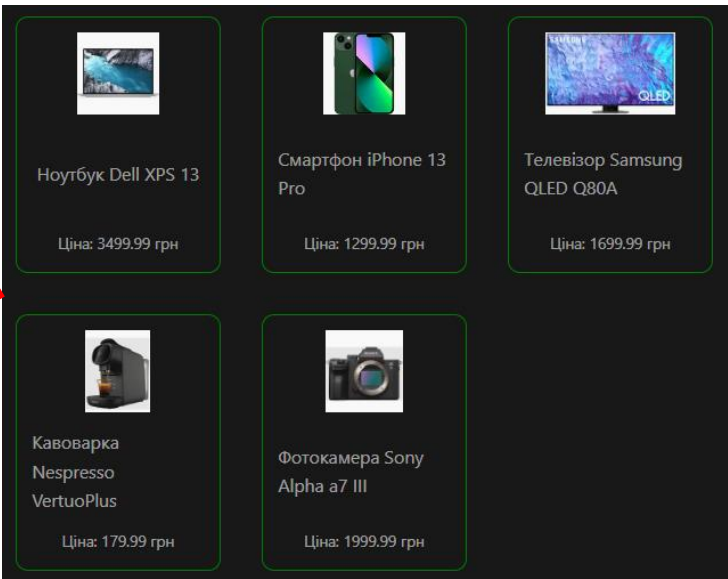 SAMSUNG
QLED
Ноутбук Dell XPS 13
Смартфон iPhone 13
Pro
Телевізор Samsung
QLED Q80A
Ціна: 3499.99 грн
Ціна: 1299.99 грн
Ціна: 1699.99 грн
Кавоварка
Nespresso
VertuoPlus
Фотокамера Sony
Alpha a7 III
Ціна: 179.99 грн
Ціна: 1999.99 грн